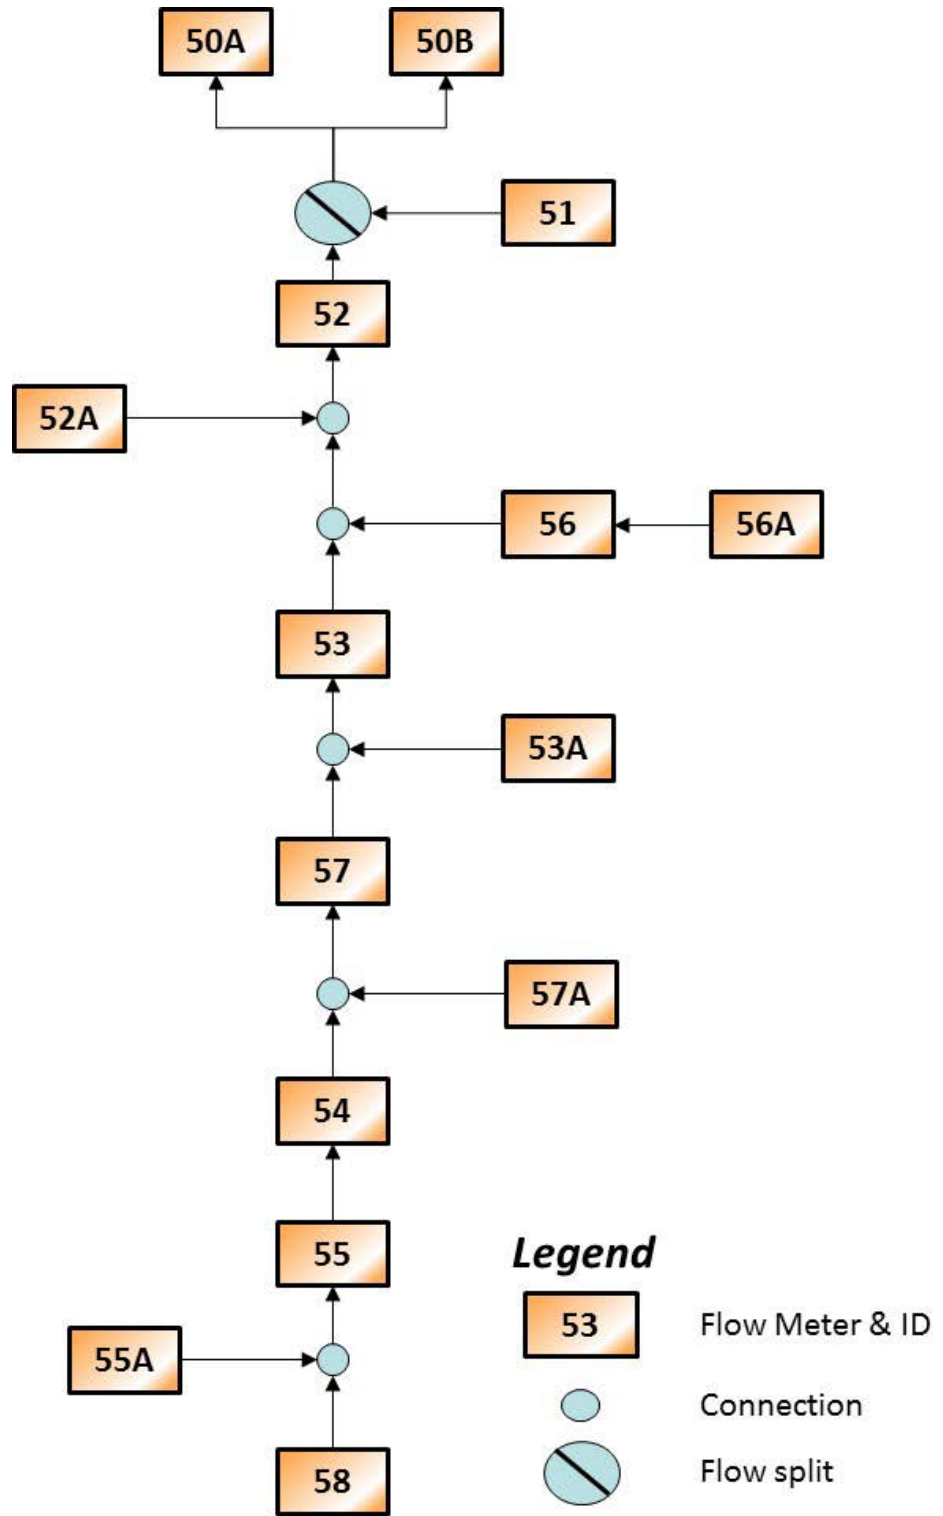 50A 50B
51
52
52A
56 56A
53
53A
57
57A
54
55
Legend
53 Flow Meter & ID
55A
Connection
Flow split
58